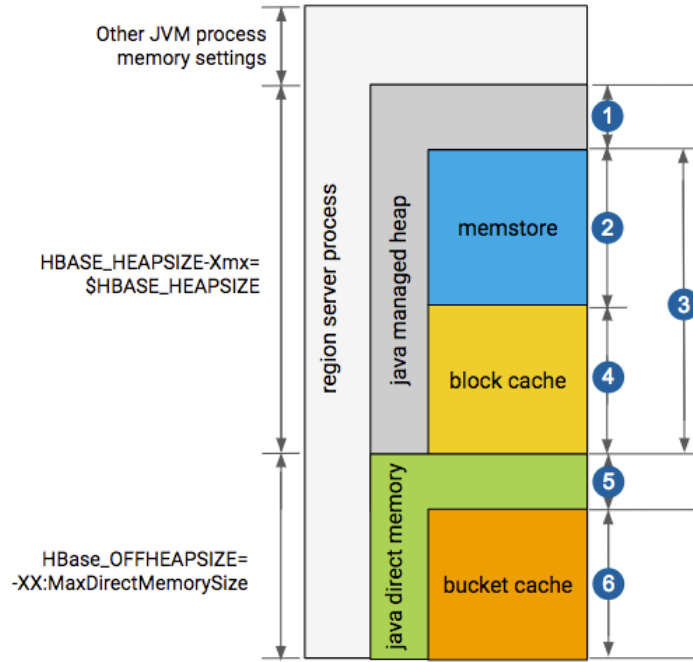 Other JVM process
memory settings
HBASE_HEAPSIZE-Xmx=
$HBASE_HEAPSIZE
HBase_OFFHEAPSIZE=
-XX:MaxDirectMemorySize
region server process
java managed heap
java direct memory
memstore
block cache
bucket cache
1
2
3
4
5
6